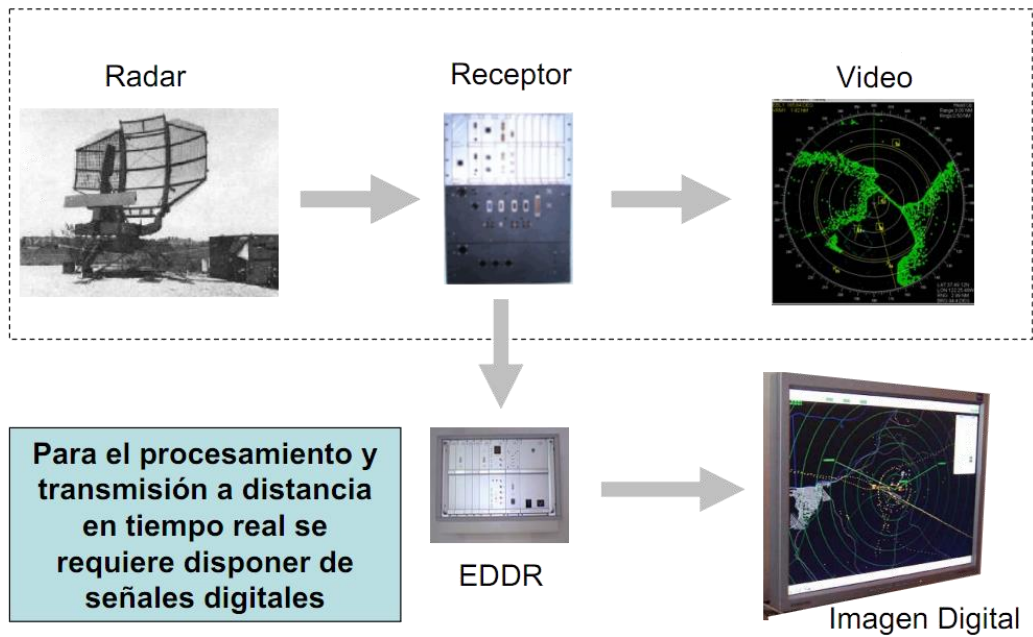 Radar
Receptor
Video
Para el procesamiento y
transmisión a distancia
en tiempo real se
requiere disponer de
señales digitales
EDDR
Imagen Digital